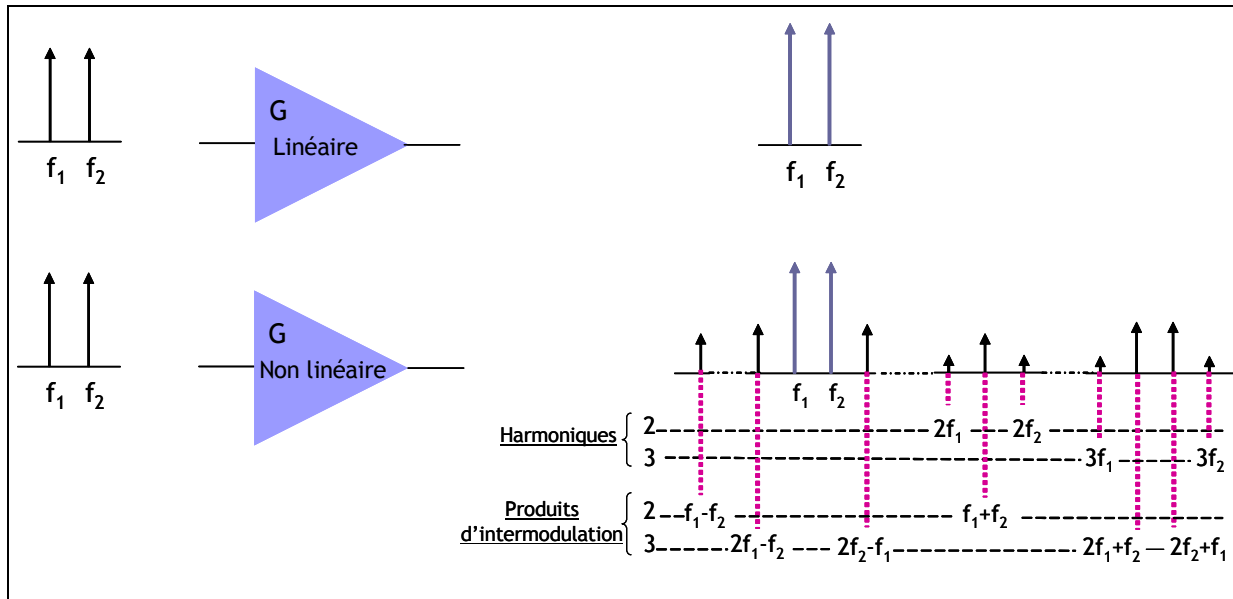 f₁ f₂
G
Linéaire
f₁ f₂
f₁ f₂
G
Non linéaire
f₁ f₂
Harmoniques
2 2f₁ 2f₂
3 3f₁ 3f₂
Produits
d'intermodulation
2 f₁-f₂ f₁+f₂
3 2f₁-f₂ 2f₂-f₁ 2f₁+f₂ 2f₂+f₁